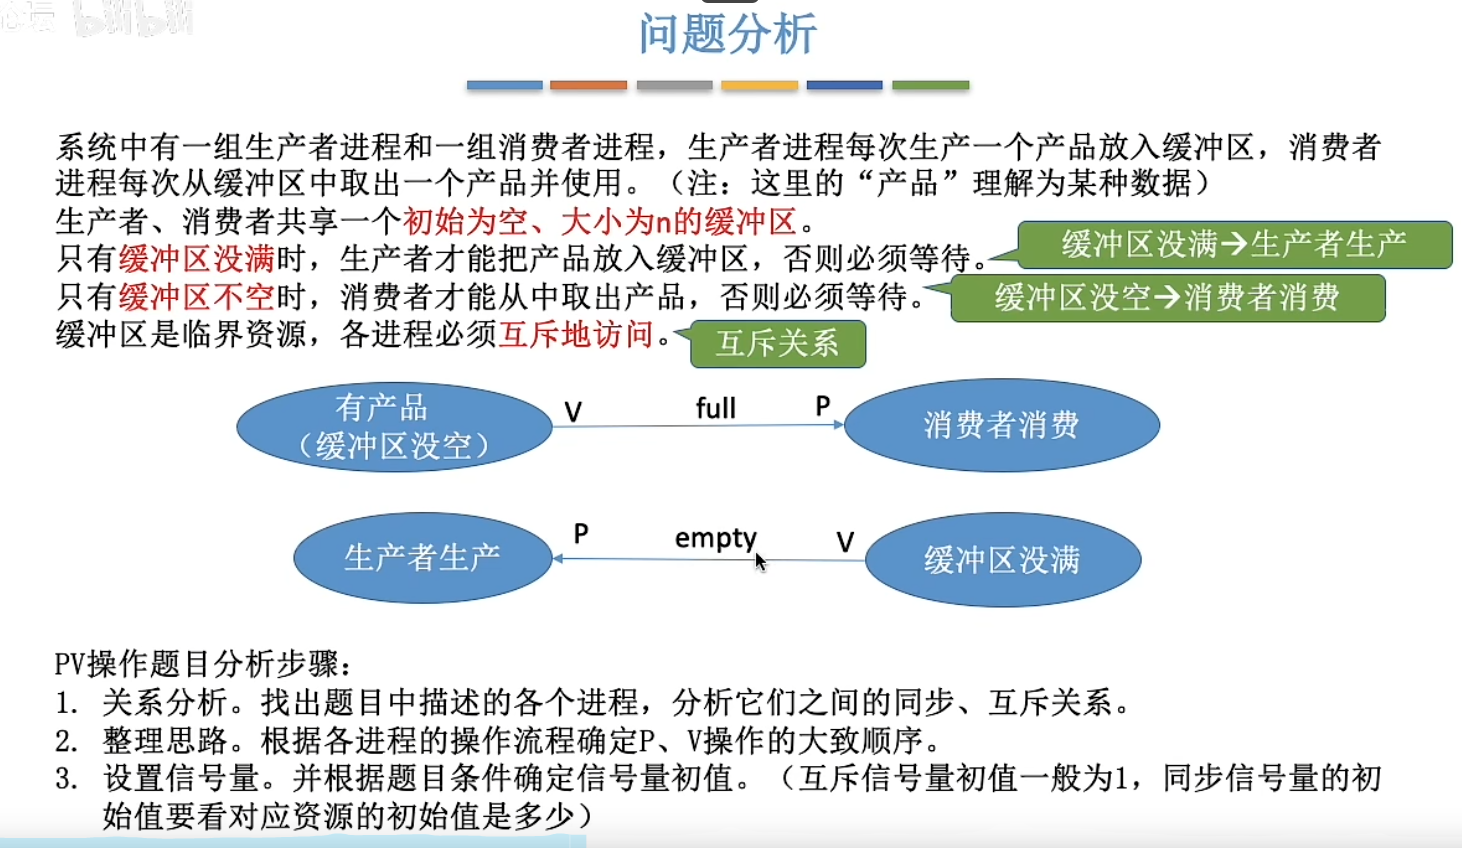 问题分析
系统中有一组生产者进程和一组消费者进程，生产者进程每次生产一个产品放入缓冲区，消费者
进程每次从缓冲区中取出一个产品并使用。（注：这里的“产品”理解为某种数据）
生产者、消费者共享一个初始为空、大小为n的缓冲区。
只有缓冲区没满时，生产者才能把产品放入缓冲区，否则必须等待。
缓冲区没满→生产者生产
只有缓冲区不空时，消费者才能从中取出产品，否则必须等待。
缓冲区没空→消费者消费
缓冲区是临界资源，各进程必须互斥地访问。
互斥关系
有产品
（缓冲区没空）
V
full
P
消费者消费
生产者生产
P
empty
V
缓冲区没满
PV操作题目分析步骤：
1. 关系分析。找出题目中描述的各个进程，分析它们之间的同步、互斥关系。
2. 整理思路。根据各进程的操作流程确定P、V操作的大致顺序。
3. 设置信号量。并根据题目条件确定信号量初值。（互斥信号量初值一般为1，同步信号量的初
始值要看对应资源的初始值是多少）